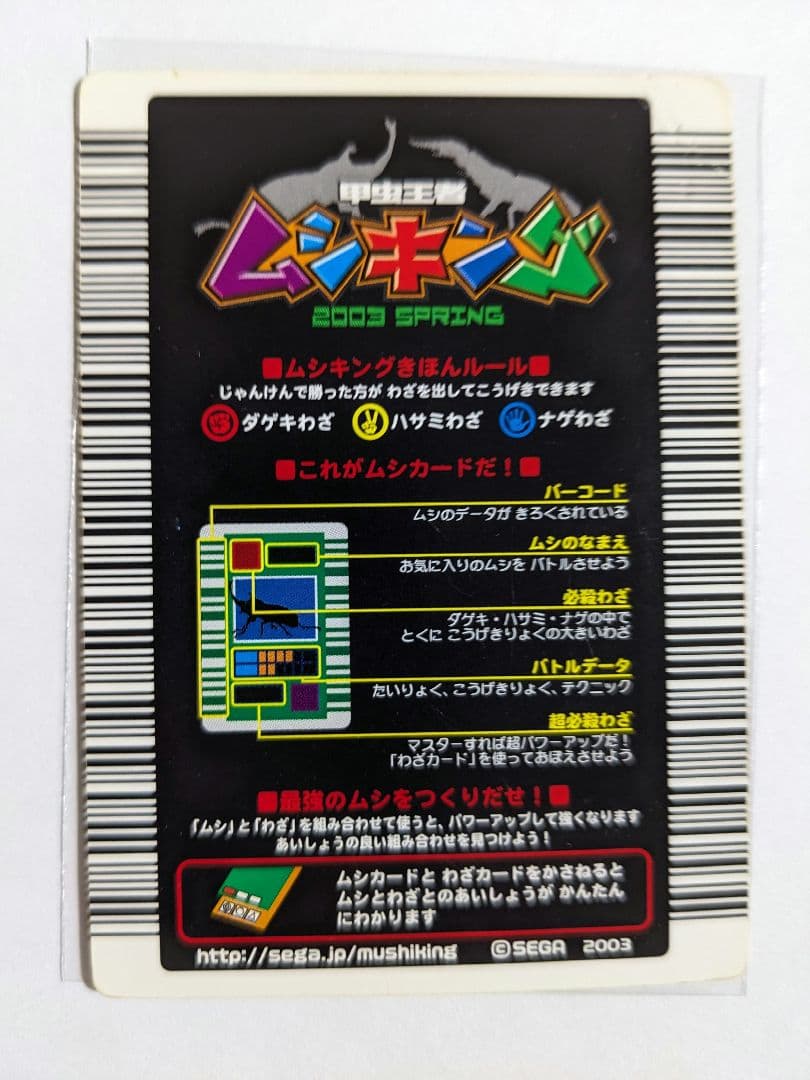 甲虫王者
ムシキング
2003 SPRING
■ムシキングきほんルール■
じゃんけんで勝った方が わざを出してこうげきできます
ダゲキわざ ハサミわざ ナゲわざ
■これがムシカードだ!■
バーコード
ムシのデータが きろくされている
ムシのなまえ
お気に入りのムシを バトルさせよう
必殺わざ
ダゲキ・ハサミ・ナゲの中で
とくに こうげきりょくの大きいわざ
バトルデータ
たいりょく、こうげきりょく、テクニック
超必殺わざ
マスターすれば超パワーアップだ!
「わざカード」を使っておぼえさせよう
■最強のムシをつくりだせ!■
「ムシ」と「わざ」を組み合わせて使うと、パワーアップして強くなります
あいしょうの良い組み合わせを見つけよう!
ムシカードと わざカードをかさねると
ムシとわざとのあいしょうが かんたん
にわかります
http://sega.jp/mushiking ©SEGA 2003